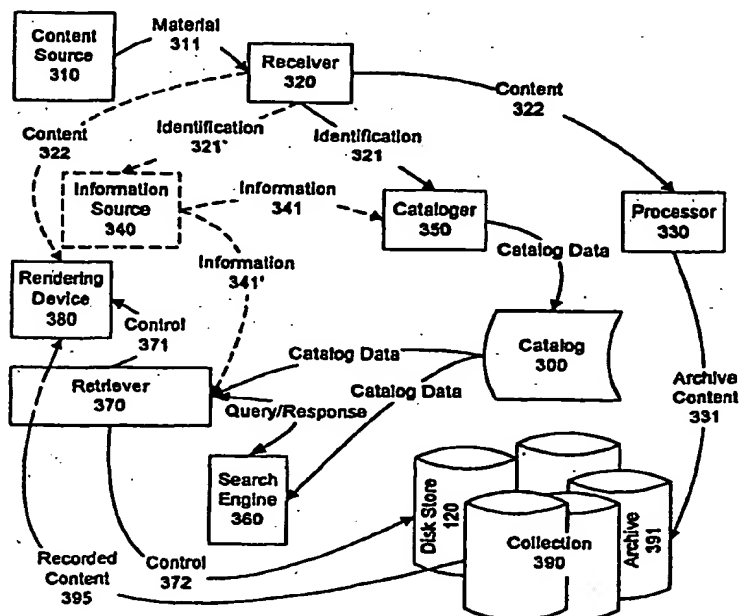 Content
Source
310
Material
311
Receiver
320
Content
322
Content
322
Identification
321'
Identification
321
Information
Source
340
Information
341
Cataloger
350
Processor
330
Catalog Data
Information
341'
Rendering
Device
380
Control
371
Catalog
300
Catalog Data
Catalog Data
Retriever
370
Query/Response
Archive
Content
331
Search
Engine
360
Disk Store
120
Collection
390
Archive
391
Recorded
Content
395
Control
372